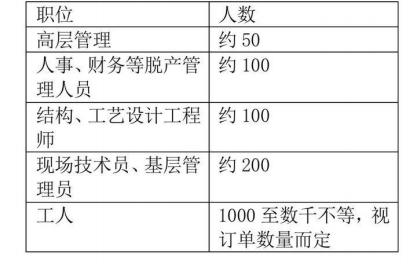 职位 人数
高层管理 约 50
人事、财务等脱产管 约 100
理人员
结构、工艺设计工程 约 100
师
现场技术员、基层管 约 200
理员
工人 1000 至数千不等，视
订单数量而定